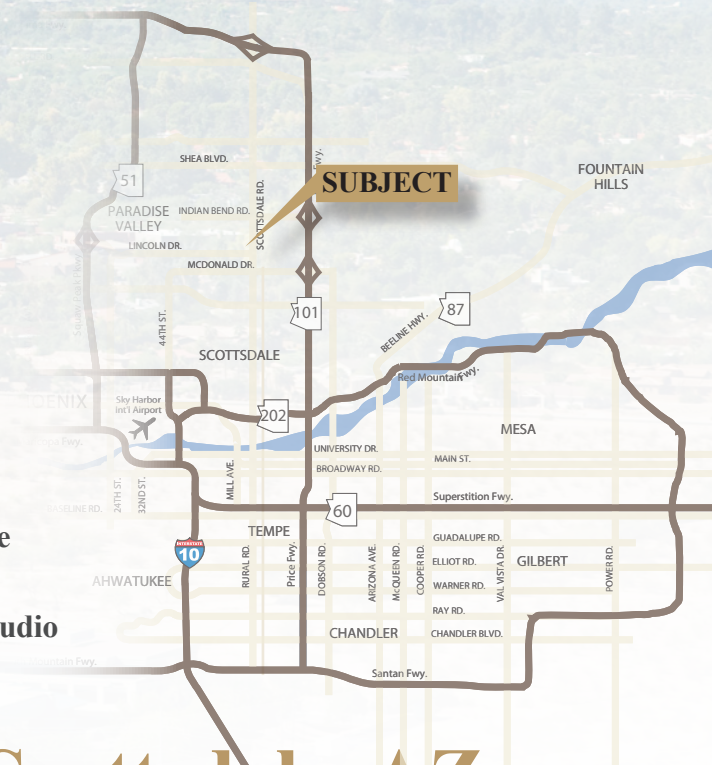 SHEA BLVD.
Fwy.
SUBJECT
FOUNTAIN
HILLS
51
PARADISE
VALLEY
INDIAN BEND RD.
SCOTTSDALE RD.
LINCOLN DR.
MCDONALD DR.
101
87
BEELINE HWY.
44TH ST.
SCOTTSDALE
Red Mountain Fwy.
Sky Harbor
int'l Airport
202
MESA
UNIVERSITY DR.
MAIN ST.
BROADWAY RD.
MILL AVE.
24TH ST.
32ND ST.
BASELINE RD.
Superstition Fwy.
60
TEMPE
INTERSTATE
10
GUADALUPE RD.
ELLIOT RD.
GILBERT
WARNER RD.
RAY RD.
AHWATUKEE
RURAL RD.
Price Fwy.
DOBSON RD.
ARIZONA AVE.
McQUEEN RD.
COOPER RD.
VAL VISTA DR.
POWER RD.
udio
CHANDLER
CHANDLER BLVD.
Santan Fwy.